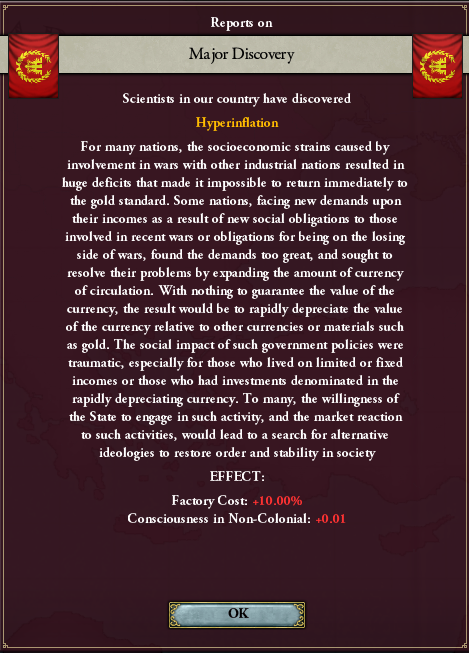 Reports on
Major Discovery
Scientists in our country have discovered
Hyperinflation
For many nations, the socioeconomic strains caused by
involvement in wars with other industrial nations resulted in
huge deficits that made it impossible to return immediately to
the gold standard. Some nations, facing new demands upon
their incomes as a result of new social obligations to those
involved in recent wars or obligations for being on the losing
side of wars, found the demands too great, and sought to
resolve their problems by expanding the amount of currency
of circulation. With nothing to guarantee the value of the
currency, the result would be to rapidly depreciate the value
of the currency relative to other currencies or materials such
as gold. The social impact of such government policies were
traumatic, especially for those who lived on limited or fixed
incomes or those who had investments denominated in the
rapidly depreciating currency. To many, the willingness of
the State to engage in such activity, and the market reaction
to such activities, would lead to a search for alternative
ideologies to restore order and stability in society
EFFECT:
Factory Cost: +10.00%
Consciousness in Non-Colonial: +0.01
OK